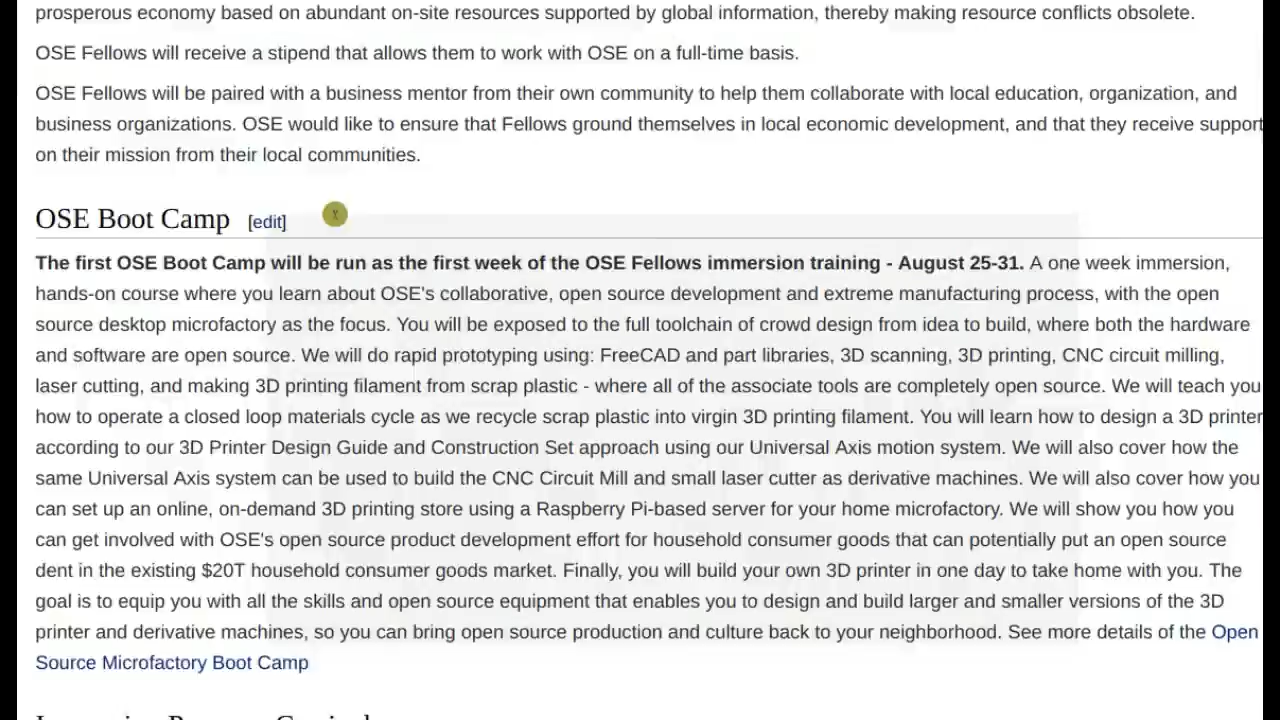 prosperous economy based on abundant on-site resources supported by global information, thereby making resource conflicts obsolete.
OSE Fellows will receive a stipend that allows them to work with OSE on a full-time basis.
OSE Fellows will be paired with a business mentor from their own community to help them collaborate with local education, organization, and
business organizations. OSE would like to ensure that Fellows ground themselves in local economic development, and that they receive support
on their mission from their local communities.
OSE Boot Camp [edit]
The first OSE Boot Camp will be run as the first week of the OSE Fellows immersion training - August 25-31. A one week immersion,
hands-on course where you learn about OSE's collaborative, open source development and extreme manufacturing process, with the open
source desktop microfactory as the focus. You will be exposed to the full toolchain of crowd design from idea to build, where both the hardware
and software are open source. We will do rapid prototyping using: FreeCAD and part libraries, 3D scanning, 3D printing, CNC circuit milling,
laser cutting, and making 3D printing filament from scrap plastic - where all of the associate tools are completely open source. We will teach you
how to operate a closed loop materials cycle as we recycle scrap plastic into virgin 3D printing filament. You will learn how to design a 3D printer
according to our 3D Printer Design Guide and Construction Set approach using our Universal Axis motion system. We will also cover how the
same Universal Axis system can be used to build the CNC Circuit Mill and small laser cutter as derivative machines. We will also cover how you
can set up an online, on-demand 3D printing store using a Raspberry Pi-based server for your home microfactory. We will show you how you
can get involved with OSE's open source product development effort for household consumer goods that can potentially put an open source
dent in the existing $20T household consumer goods market. Finally, you will build your own 3D printer in one day to take home with you. The
goal is to equip you with all the skills and open source equipment that enables you to design and build larger and smaller versions of the 3D
printer and derivative machines, so you can bring open source production and culture back to your neighborhood. See more details of the Open
Source Microfactory Boot Camp